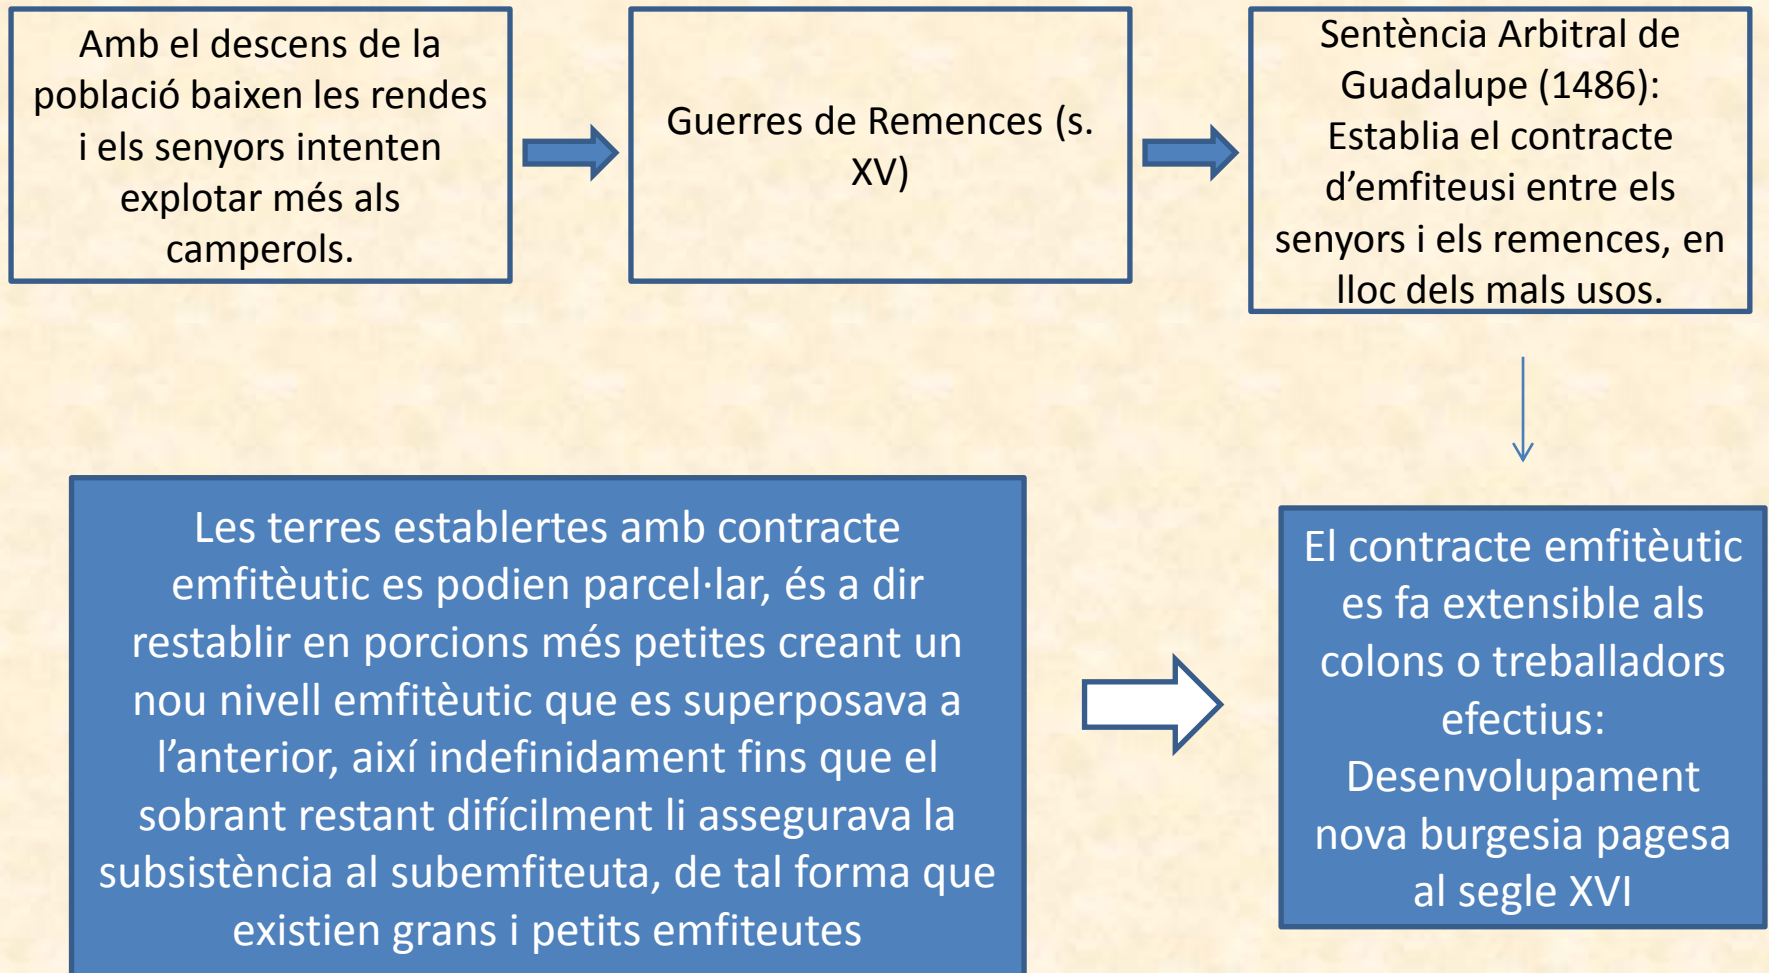 Amb el descens de la
població baixen les rendes
i els senyors intenten
explotar més als
camperols.
Guerres de Remences (s.
XV)
Sentència Arbitral de
Guadalupe (1486):
Establia el contracte
d’emfiteusi entre els
senyors i els remences, en
lloc dels mals usos.
Les terres establertes amb contracte
emfitèutic es podien parcel·lar, és a dir
restablir en porcions més petites creant un
nou nivell emfitèutic que es superposava a
l’anterior, així indefinidament fins que el
sobrant restant difícilment li assegurava la
subsistència al subemfiteuta, de tal forma que
existien grans i petits emfiteutes
El contracte emfitèutic
es fa extensible als
colons o treballadors
efectius:
Desenvolupament
nova burgesia pagesa
al segle XVI